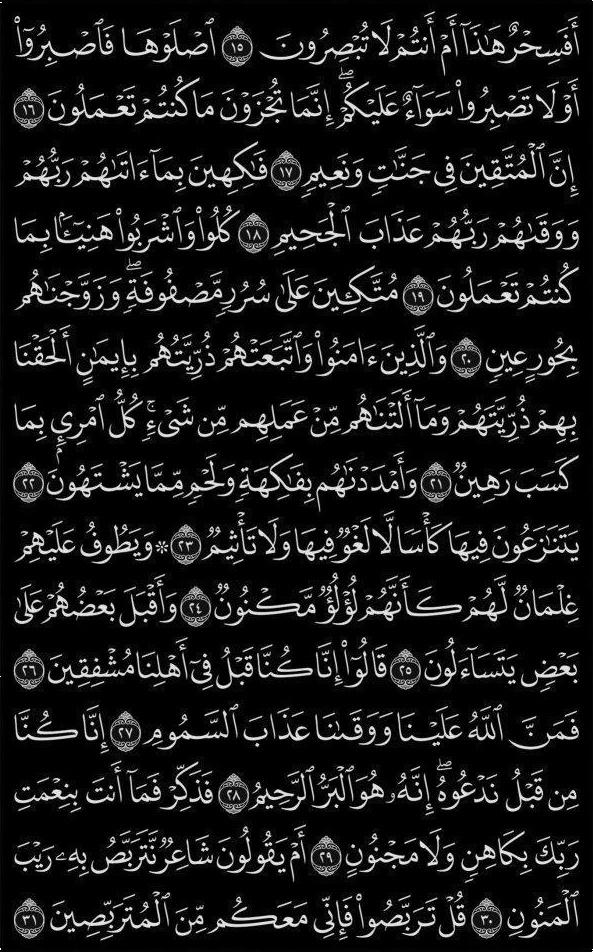 أَفَسِحْرٌ هَٰذَآ أَمْ أَنتُمْ لَا تُبْصِرُونَ ١٥ ٱصْلَوْهَا فَٱصْبِرُوٓا۟
أَوْ لَا تَصْبِرُوا۟ سَوَآءٌ عَلَيْكُمْ ۖ إِنَّمَا تُجْزَوْنَ مَا كُنتُمْ تَعْمَلُونَ ١٦
إِنَّ ٱلْمُتَّقِينَ فِى جَنَّٰتٍ وَنَعِيمٍ ١٧ فَٰكِهِينَ بِمَآ ءَاتَىٰهُمْ رَبُّهُمْ
وَوَقَىٰهُمْ رَبُّهُمْ عَذَابَ ٱلْجَحِيمِ ١٨ كُلُوا۟ وَٱشْرَبُوا۟ هَنِيٓـًٔۢا بِمَا
كُنتُمْ تَعْمَلُونَ ١٩ مُتَّكِـِٔينَ عَلَىٰ سُرُرٍ مَّصْفُوفَةٍ ۖ وَزَوَّجْنَٰهُم
بِحُورٍ عِينٍ ٢٠ وَٱلَّذِينَ ءَامَنُوا۟ وَٱتَّبَعَتْهُمْ ذُرِّيَّتُهُم بِإِيمَٰنٍ أَلْحَقْنَا
بِهِمْ ذُرِّيَّتَهُمْ وَمَآ أَلَتْنَٰهُم مِّنْ عَمَلِهِم مِّن شَىْءٍ ۚ كُلُّ ٱمْرِئٍۭ بِمَا
كَسَبَ رَهِينٌ ٢١ وَأَمْدَدْنَٰهُم بِفَٰكِهَةٍ وَلَحْمٍ مِّمَّا يَشْتَهُونَ ٢٢
يَتَنَٰزَعُونَ فِيهَا كَأْسًا لَّا لَغْوٌ فِيهَا وَلَا تَأْثِيمٌ ٢٣ ۞ وَيَطُوفُ عَلَيْهِمْ
غِلْمَانٌ لَّهُمْ كَأَنَّهُمْ لُؤْلُؤٌ مَّكْنُونٌ ٢٤ وَأَقْبَلَ بَعْضُهُمْ عَلَىٰ
بَعْضٍ يَتَسَآءَلُونَ ٢٥ قَالُوٓا۟ إِنَّا كُنَّا قَبْلُ فِىٓ أَهْلِنَا مُشْفِقِينَ ٢٦
فَمَنَّ ٱللَّهُ عَلَيْنَا وَوَقَىٰنَا عَذَابَ ٱلسَّمُومِ ٢٧ إِنَّا كُنَّا
مِن قَبْلُ نَدْعُوهُ ۖ إِنَّهُۥ هُوَ ٱلْبَرُّ ٱلرَّحِيمُ ٢٨ فَذَكِّرْ فَمَآ أَنتَ بِنِعْمَتِ
رَبِّكَ بِكَاهِنٍ وَلَا مَجْنُونٍ ٢٩ أَمْ يَقُولُونَ شَاعِرٌ نَّتَرَبَّصُ بِهِۦ رَيْبَ
ٱلْمَنُونِ ٣٠ قُلْ تَرَبَّصُوا۟ فَإِنِّى مَعَكُم مِّنَ ٱلْمُتَرَبِّصِينَ ٣١